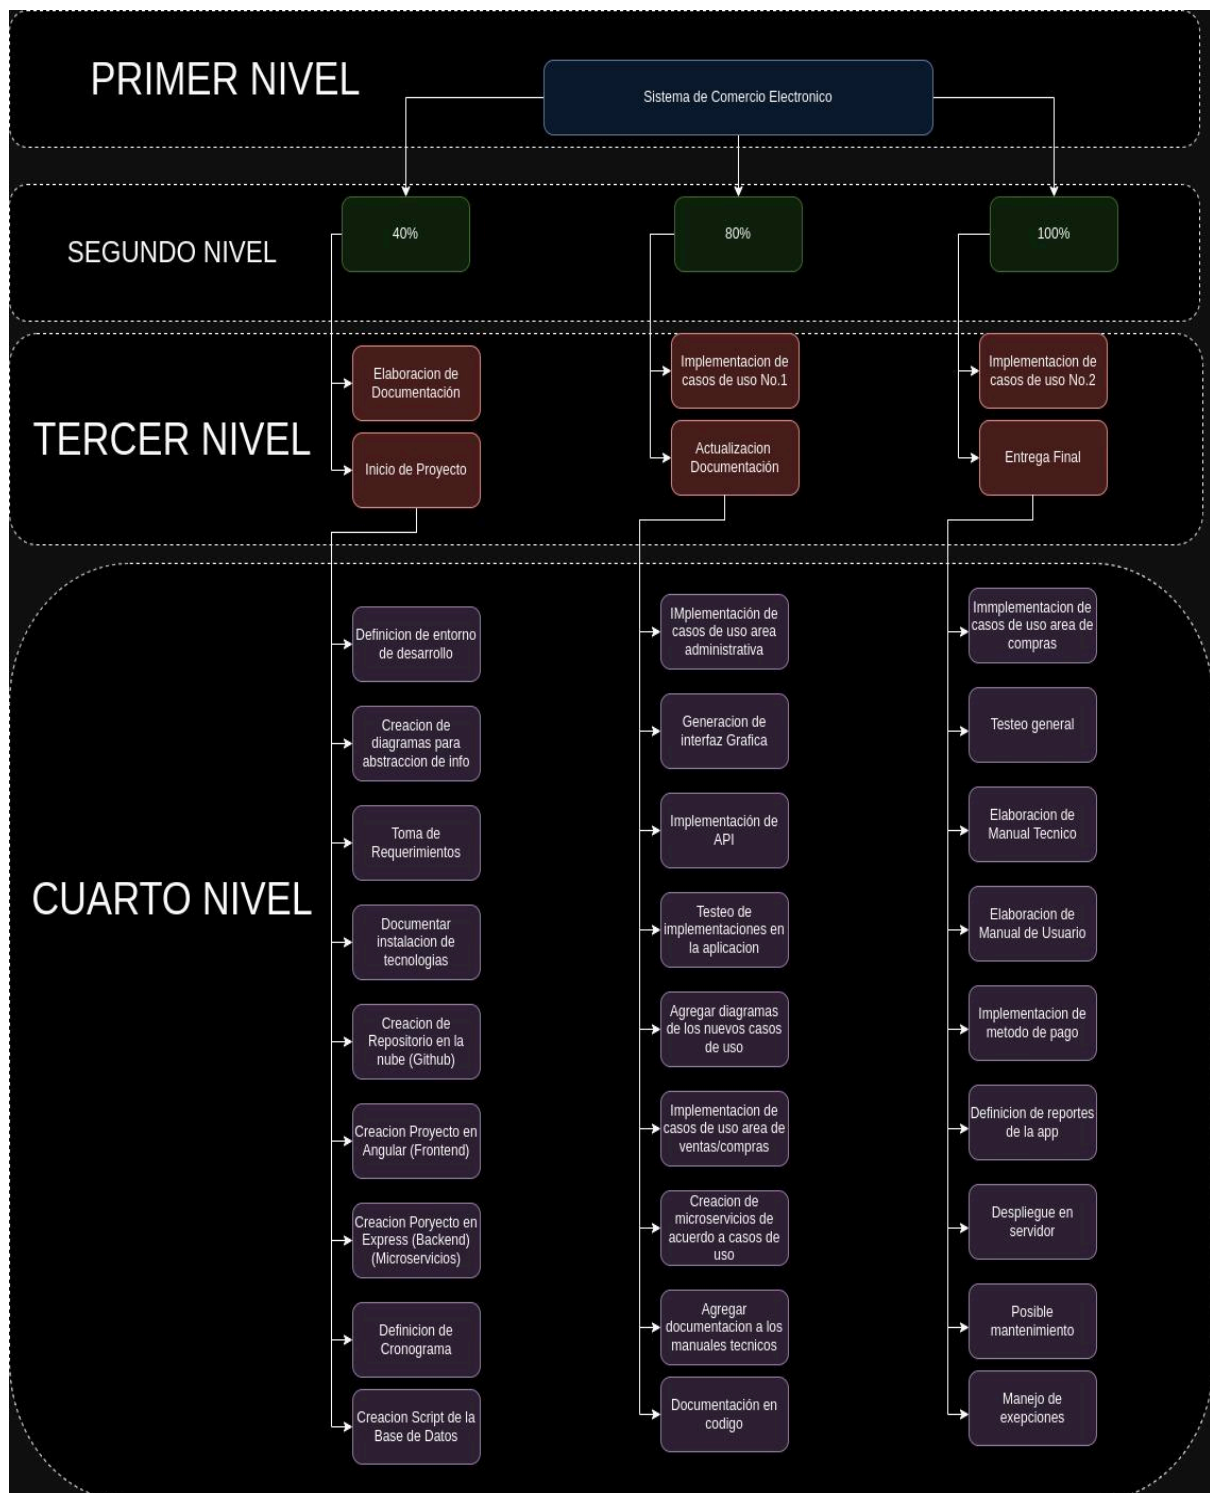 PRIMER NIVEL
Sistema de Comercio Electronico
SEGUNDO NIVEL
40%
80%
100%
TERCER NIVEL
Elaboracion de
Documentación
Inicio de Proyecto
Implementacion de
casos de uso No.1
Actualizacion
Documentación
Implementacion de
casos de uso No.2
Entrega Final
CUARTO NIVEL
Definicion de entorno
de desarrollo
Creacion de
diagramas para
abstraccion de info
Toma de
Requerimientos
Documentar
instalacion de
tecnologias
Creacion de
Repositorio en la
nube (Github)
Creacion Proyecto en
Angular (Frontend)
Creacion Poryecto en
Express (Backend)
(Microservicios)
Definicion de
Cronograma
Creacion Script de la
Base de Datos
IMplementación de
casos de uso area
administrativa
Generacion de
interfaz Grafica
Implementación de
API
Testeo de
implementaciones en
la aplicacion
Agregar diagramas
de los nuevos casos
de uso
Implementacion de
casos de uso area de
ventas/compras
Creacion de
microservicios de
acuerdo a casos de
uso
Agregar
documentacion a los
manuales tecnicos
Documentación en
codigo
Immplementacion de
casos de uso area de
compras
Testeo general
Elaboracion de
Manual Tecnico
Elaboracion de
Manual de Usuario
Implementacion de
metodo de pago
Definicion de reportes
de la app
Despliegue en
servidor
Posible
mantenimiento
Manejo de
exepciones